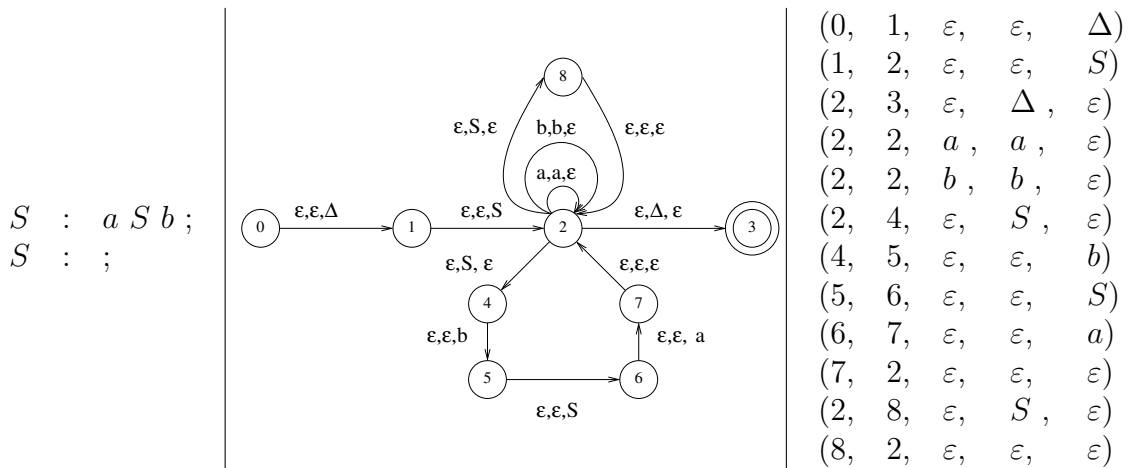 S : a S b ;
S : ;
8
ε,S,ε
b,b,ε
ε,ε,ε
a,a,ε
ε,ε,Δ
ε,ε,S
ε,Δ, ε
0
1
2
3
ε,S, ε
ε,ε,ε
4
7
ε,ε,b
ε,ε, a
5
6
ε,ε,S
(0, 1, ε, ε, Δ)
(1, 2, ε, ε, S)
(2, 3, ε, Δ , ε)
(2, 2, a , a , ε)
(2, 2, b , b , ε)
(2, 4, ε, S , ε)
(4, 5, ε, ε, b)
(5, 6, ε, ε, S)
(6, 7, ε, ε, a)
(7, 2, ε, ε, ε)
(2, 8, ε, S , ε)
(8, 2, ε, ε, ε)